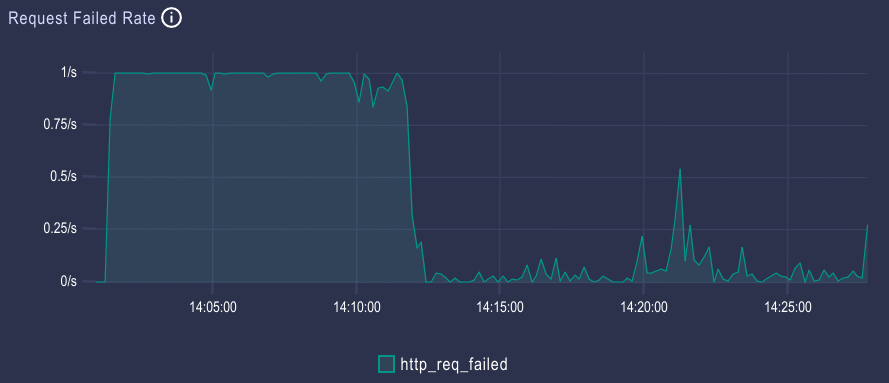 Request Failed Rate
1/s
0.75/s
0.5/s
0.25/s
0/s
14:05:00 14:10:00 14:15:00 14:20:00 14:25:00
http_req_failed